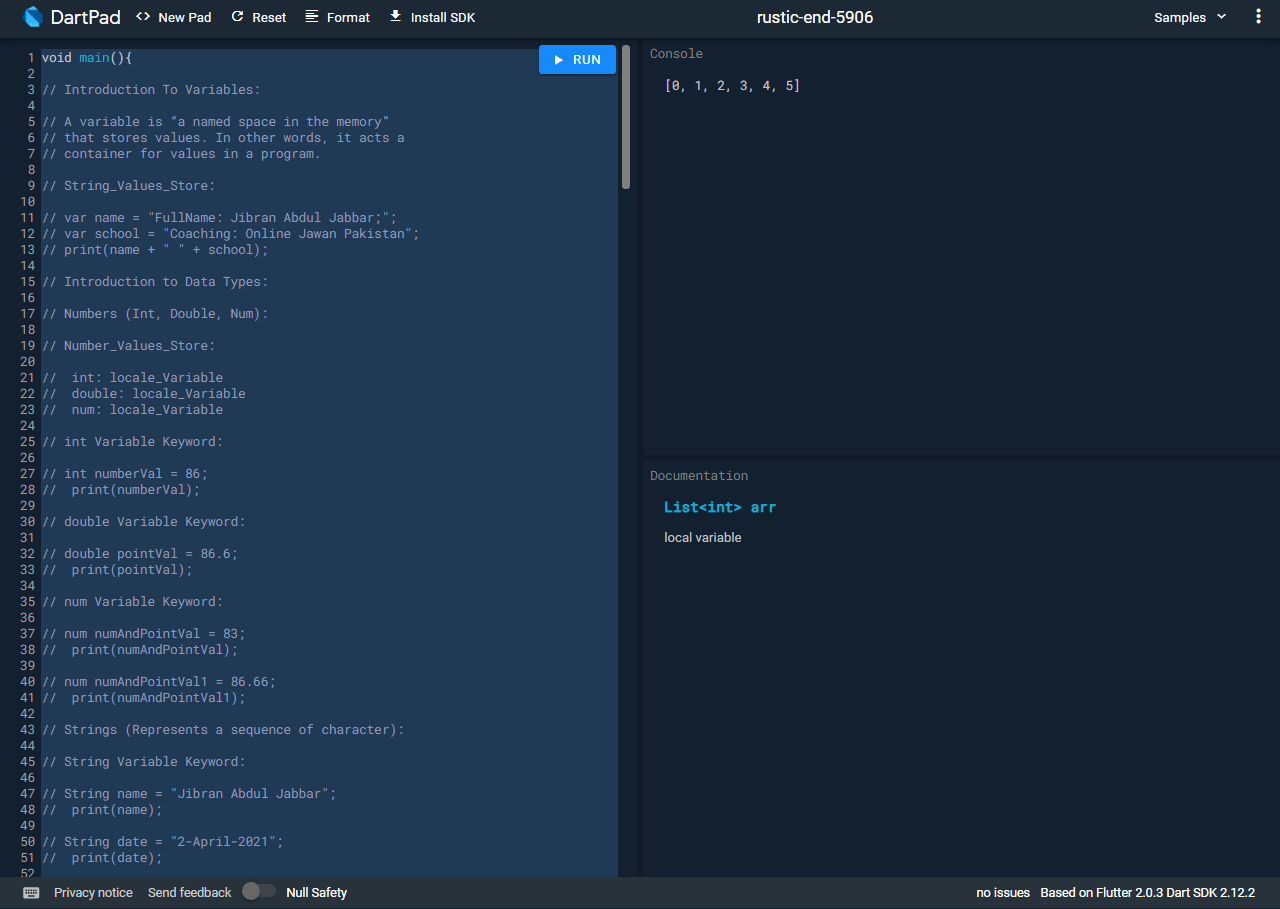 DartPad
<> New Pad
Reset
Format
Install SDK
rustic-end-5906
Samples
RUN
1 void main(){
2
3 // Introduction To Variables:
4
5 // A variable is “a named space in the memory”
6 // that stores values. In other words, it acts a
7 // container for values in a program.
8
9 // String_Values_Store:
10
11 // var name = "FullName: Jibran Abdul Jabbar;";
12 // var school = "Coaching: Online Jawan Pakistan";
13 // print(name + " " + school);
14
15 // Introduction to Data Types:
16
17 // Numbers (Int, Double, Num):
18
19 // Number_Values_Store:
20
21 //  int: locale_Variable
22 //  double: locale_Variable
23 //  num: locale_Variable
24
25 // int Variable Keyword:
26
27 // int numberVal = 86;
28 //  print(numberVal);
29
30 // double Variable Keyword:
31
32 // double pointVal = 86.6;
33 //  print(pointVal);
34
35 // num Variable Keyword:
36
37 // num numAndPointVal = 83;
38 //  print(numAndPointVal);
39
40 // num numAndPointVal1 = 86.66;
41 //  print(numAndPointVal1);
42
43 // Strings (Represents a sequence of character):
44
45 // String Variable Keyword:
46
47 // String name = "Jibran Abdul Jabbar";
48 //  print(name);
49
50 // String date = "2-April-2021";
51 //  print(date);
52
Console
[0, 1, 2, 3, 4, 5]
Documentation
List<int> arr
local variable
Privacy notice
Send feedback
Null Safety
no issues
Based on Flutter 2.0.3 Dart SDK 2.12.2